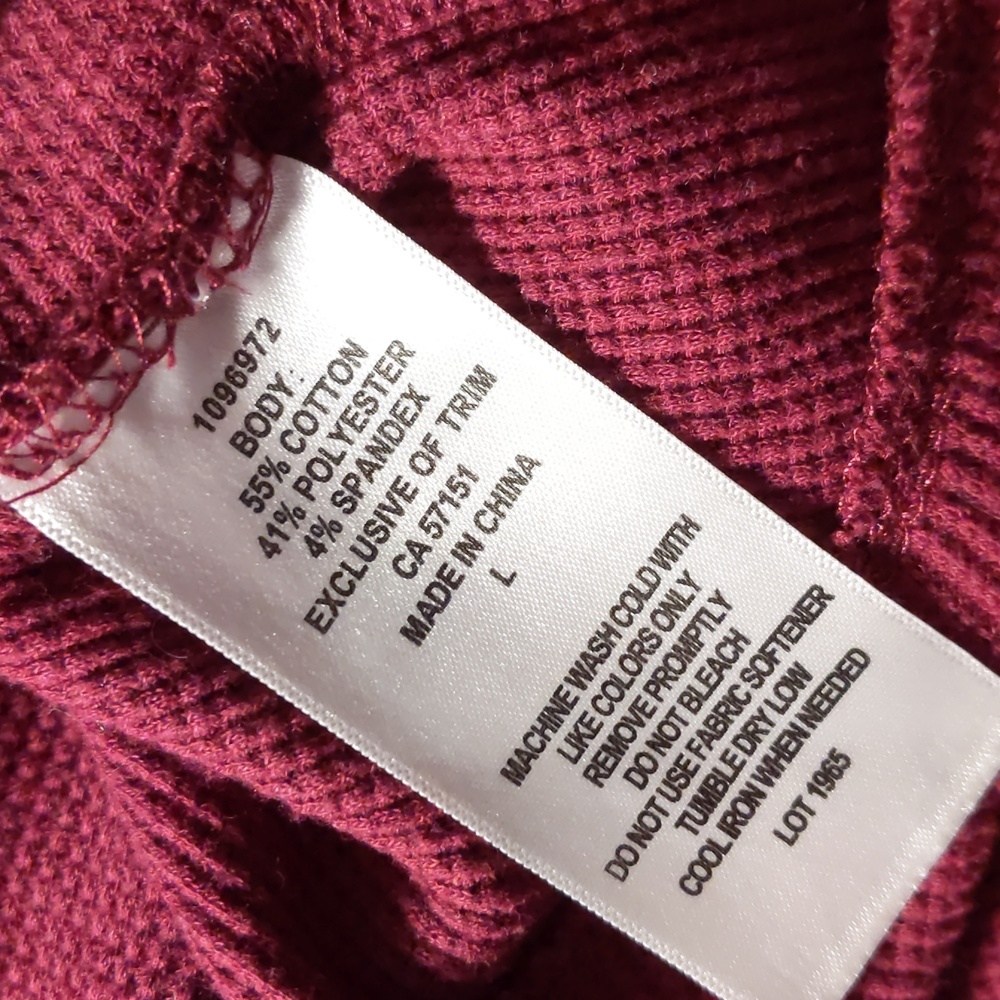 1096972
BODY:
55% COTTON
41% POLYESTER
4% SPANDEX
EXCLUSIVE OF TRIM
CA 57151
MADE IN CHINA
L
MACHINE WASH COLD WITH
LIKE COLORS ONLY
REMOVE PROMPTLY
DO NOT BLEACH
DO NOT USE FABRIC SOFTENER
TUMBLE DRY LOW
COOL IRON WHEN NEEDED
LOT 1965